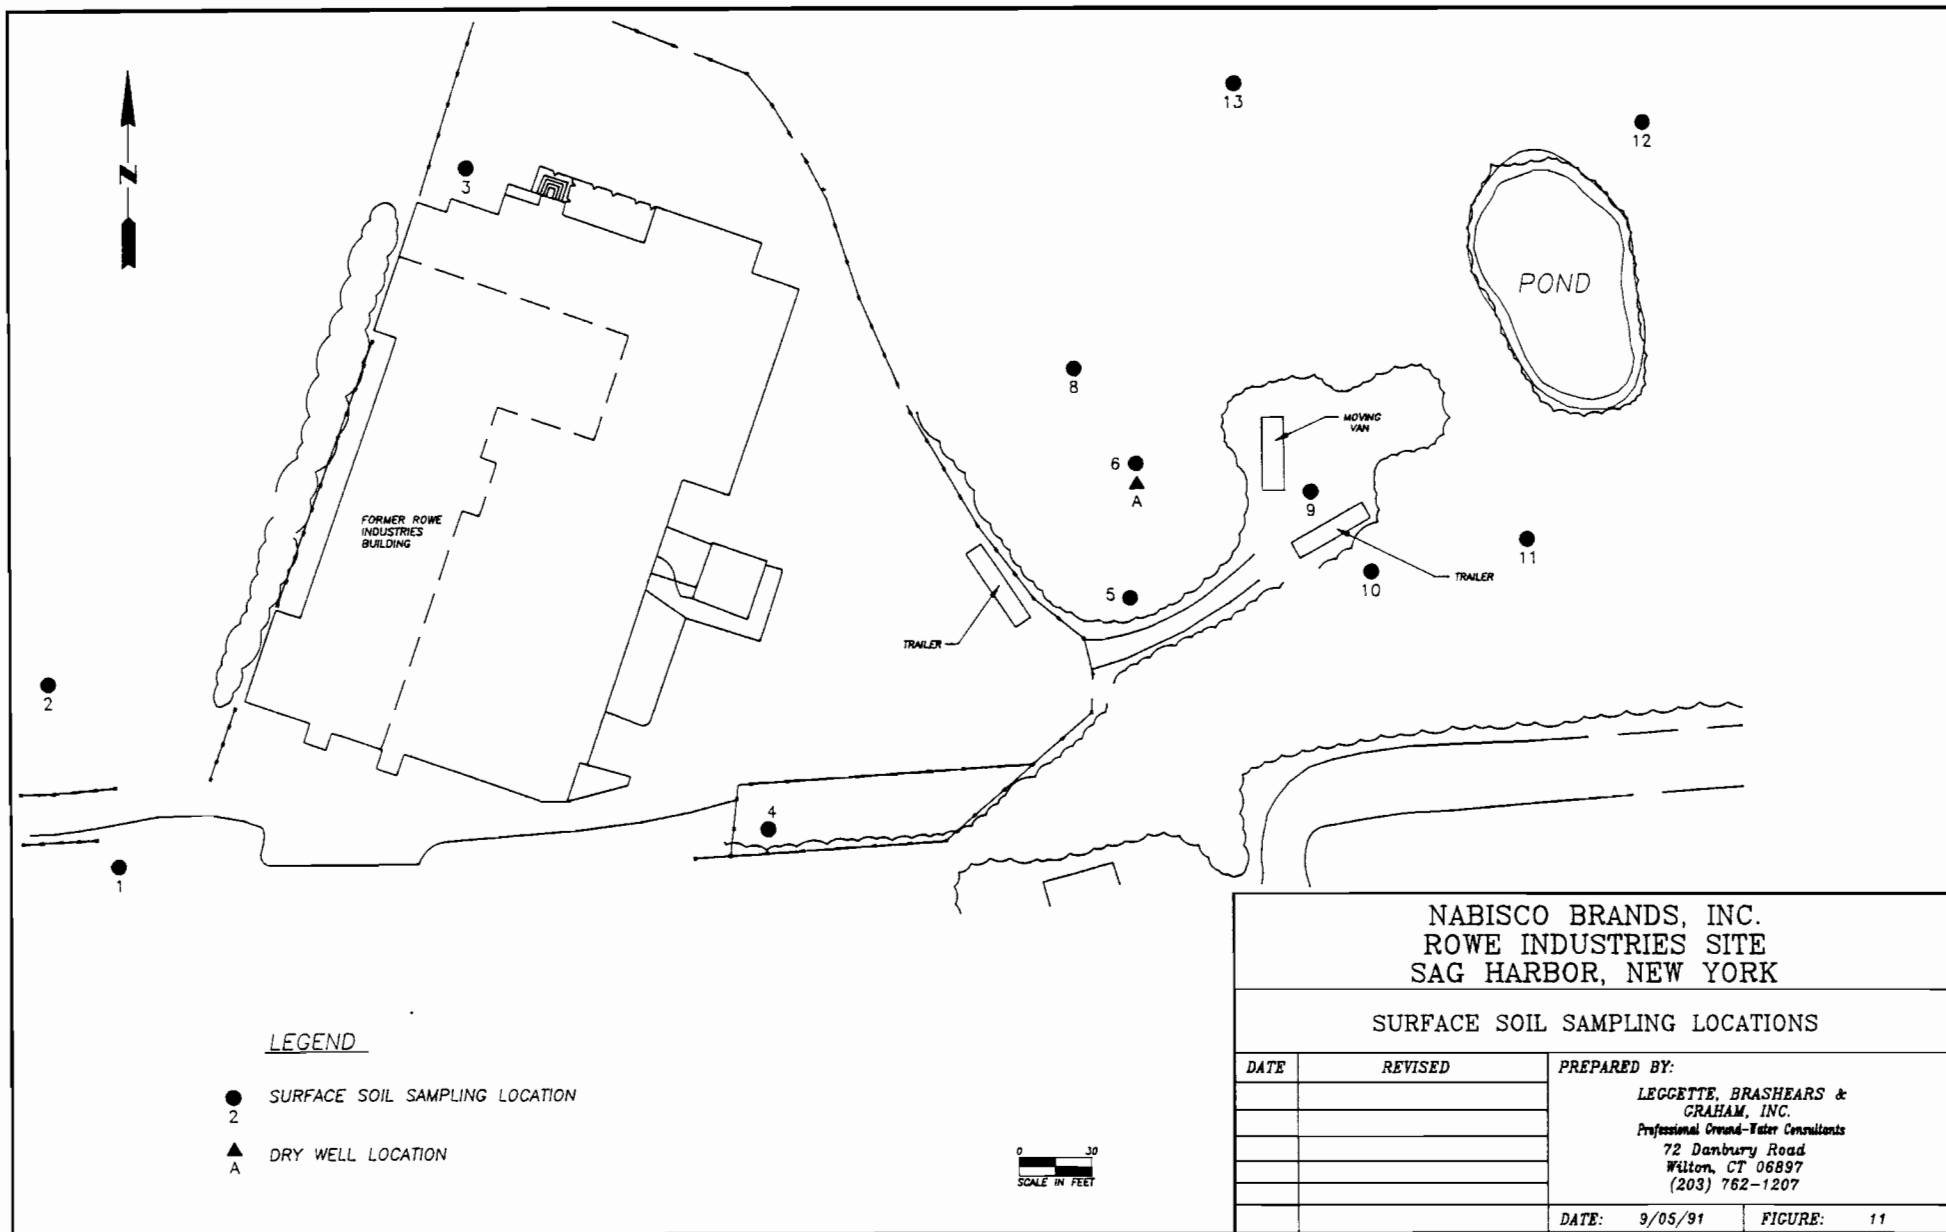 N
13
12
3
POND
8
MOVING
VAN
6
A
9
FORMER ROWE
INDUSTRIES
BUILDING
11
TRAILER
10
5
TRAILER
2
4
1
NABISCO BRANDS, INC.
ROWE INDUSTRIES SITE
SAG HARBOR, NEW YORK
SURFACE SOIL SAMPLING LOCATIONS
DATE REVISED PREPARED BY:
LEGGETTE, BRASHEARS &
GRAHAM, INC.
Professional Ground-Water Consultants
72 Danbury Road
Wilton, CT 06897
(203) 762-1207
DATE: 9/05/91 FIGURE: 11
LEGEND
2 SURFACE SOIL SAMPLING LOCATION
A DRY WELL LOCATION
0 30
SCALE IN FEET